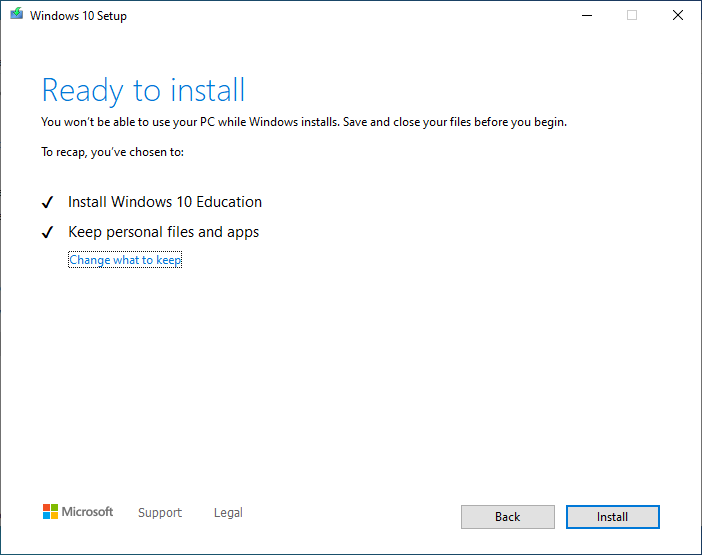 Windows 10 Setup
Ready to install
You won't be able to use your PC while Windows installs. Save and close your files before you begin.
To recap, you've chosen to:
Install Windows 10 Education
Keep personal files and apps
Change what to keep
Microsoft Support Legal Back Install